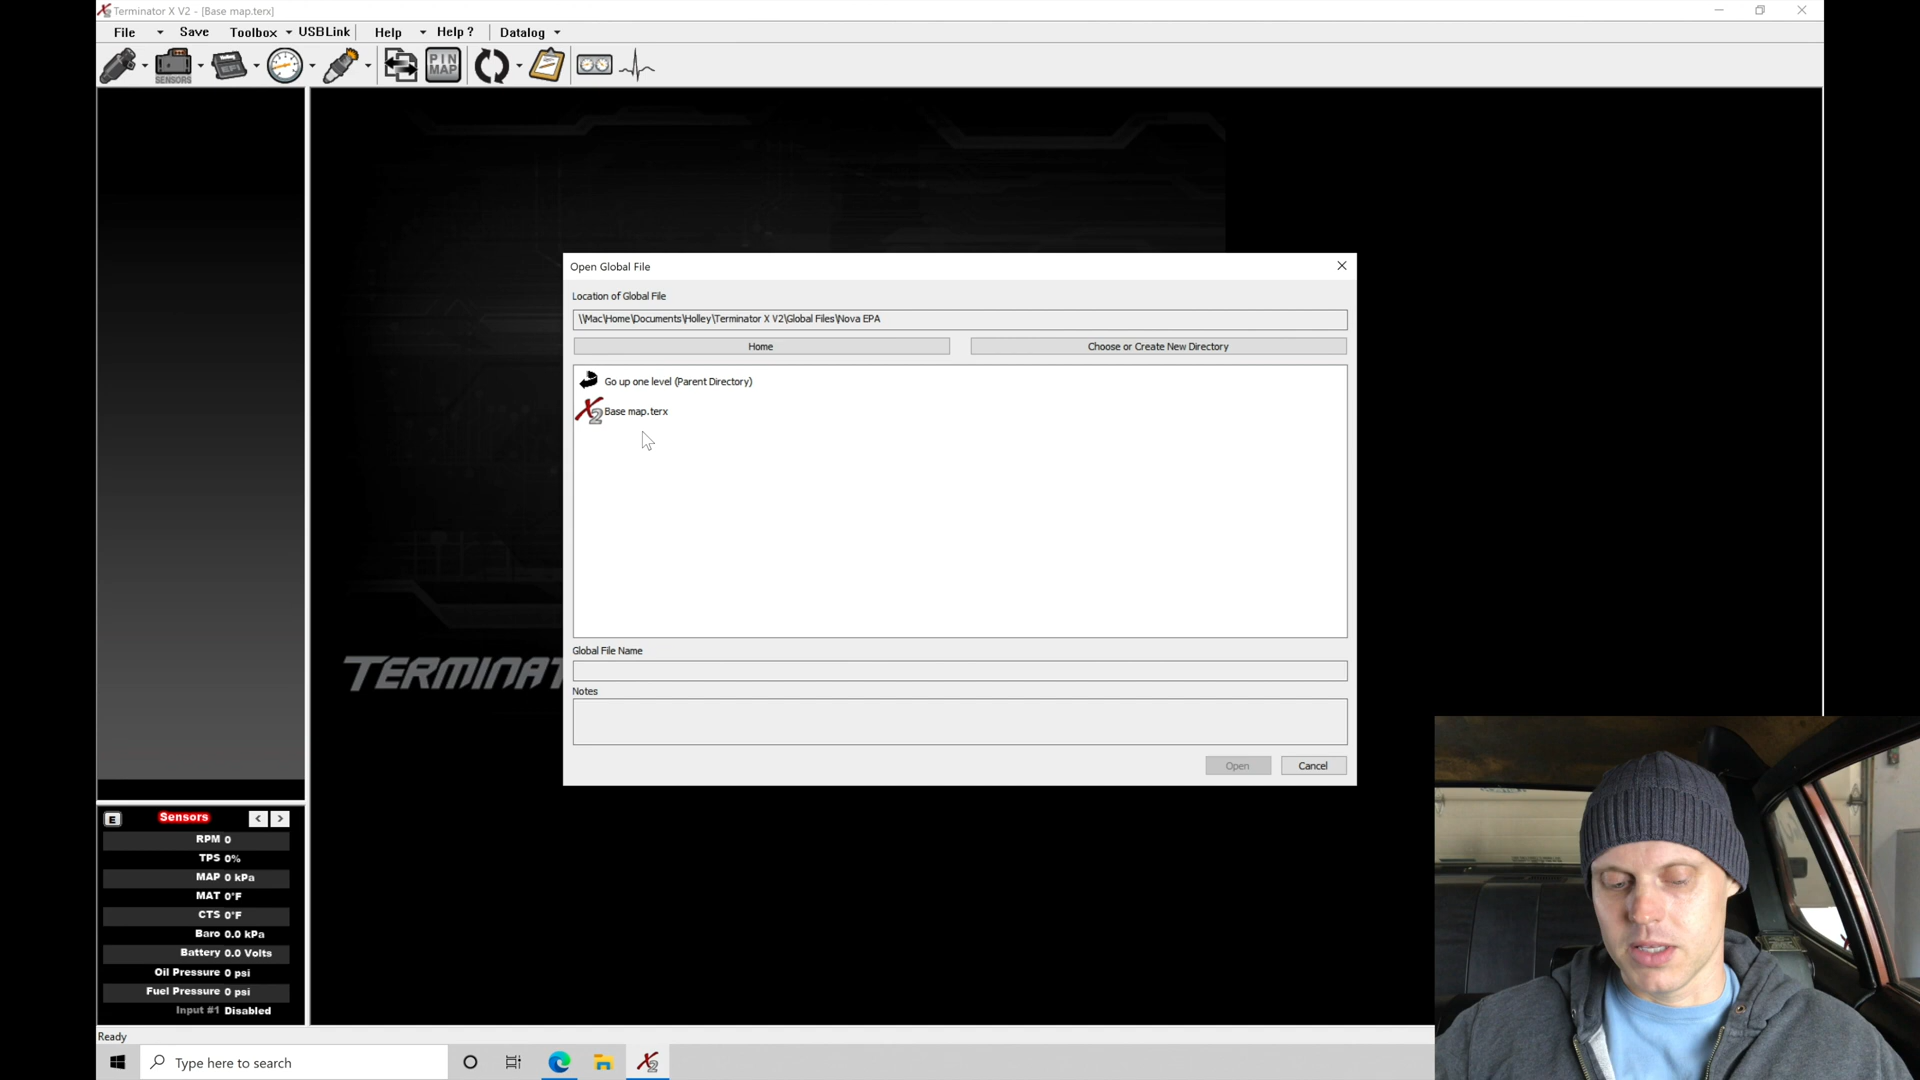 Terminator X V2 - [Base map.terx]
File Save Toolbox USBLink Help Help ? Datalog
SENSORS EFI PIN MAP
Open Global File
Location of Global File
\\Mac\Home\Documents\Holley\Terminator X V2\Global Files\Nova EPA
Home Choose or Create New Directory
Go up one level (Parent Directory)
Base map.terx
Global File Name
Notes
Open Cancel
E Sensors < >
RPM 0
TPS 0%
MAP 0 kPa
MAT 0°F
CTS 0°F
Baro 0.0 kPa
Battery 0.0 Volts
Oil Pressure 0 psi
Fuel Pressure 0 psi
Input #1 Disabled
Ready
Type here to search